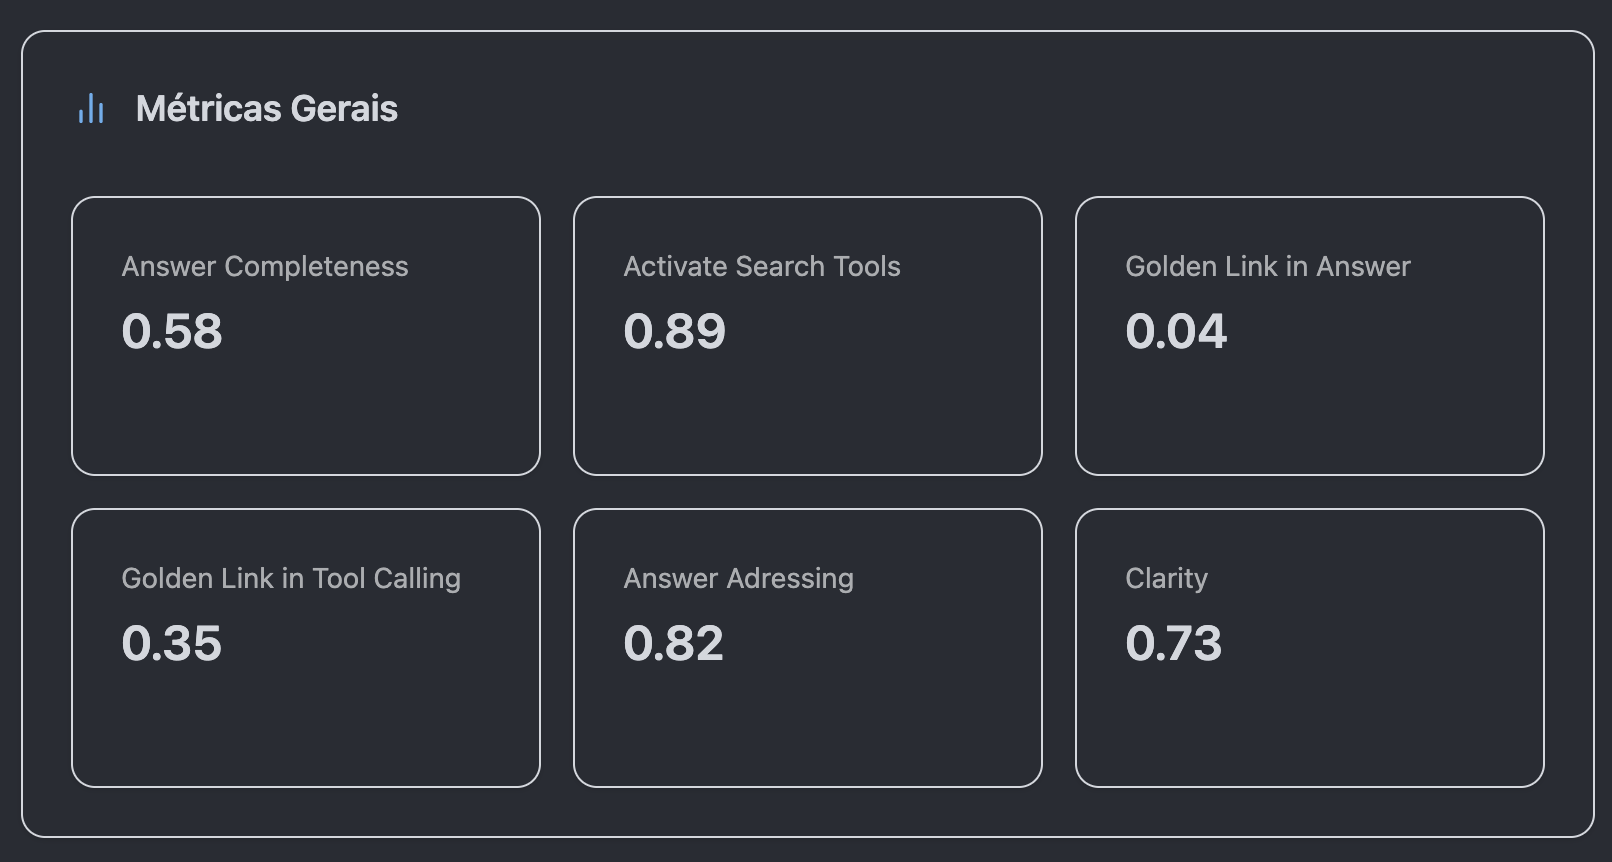 Métricas Gerais
Answer Completeness
0.58
Activate Search Tools
0.89
Golden Link in Answer
0.04
Golden Link in Tool Calling
0.35
Answer Adressing
0.82
Clarity
0.73